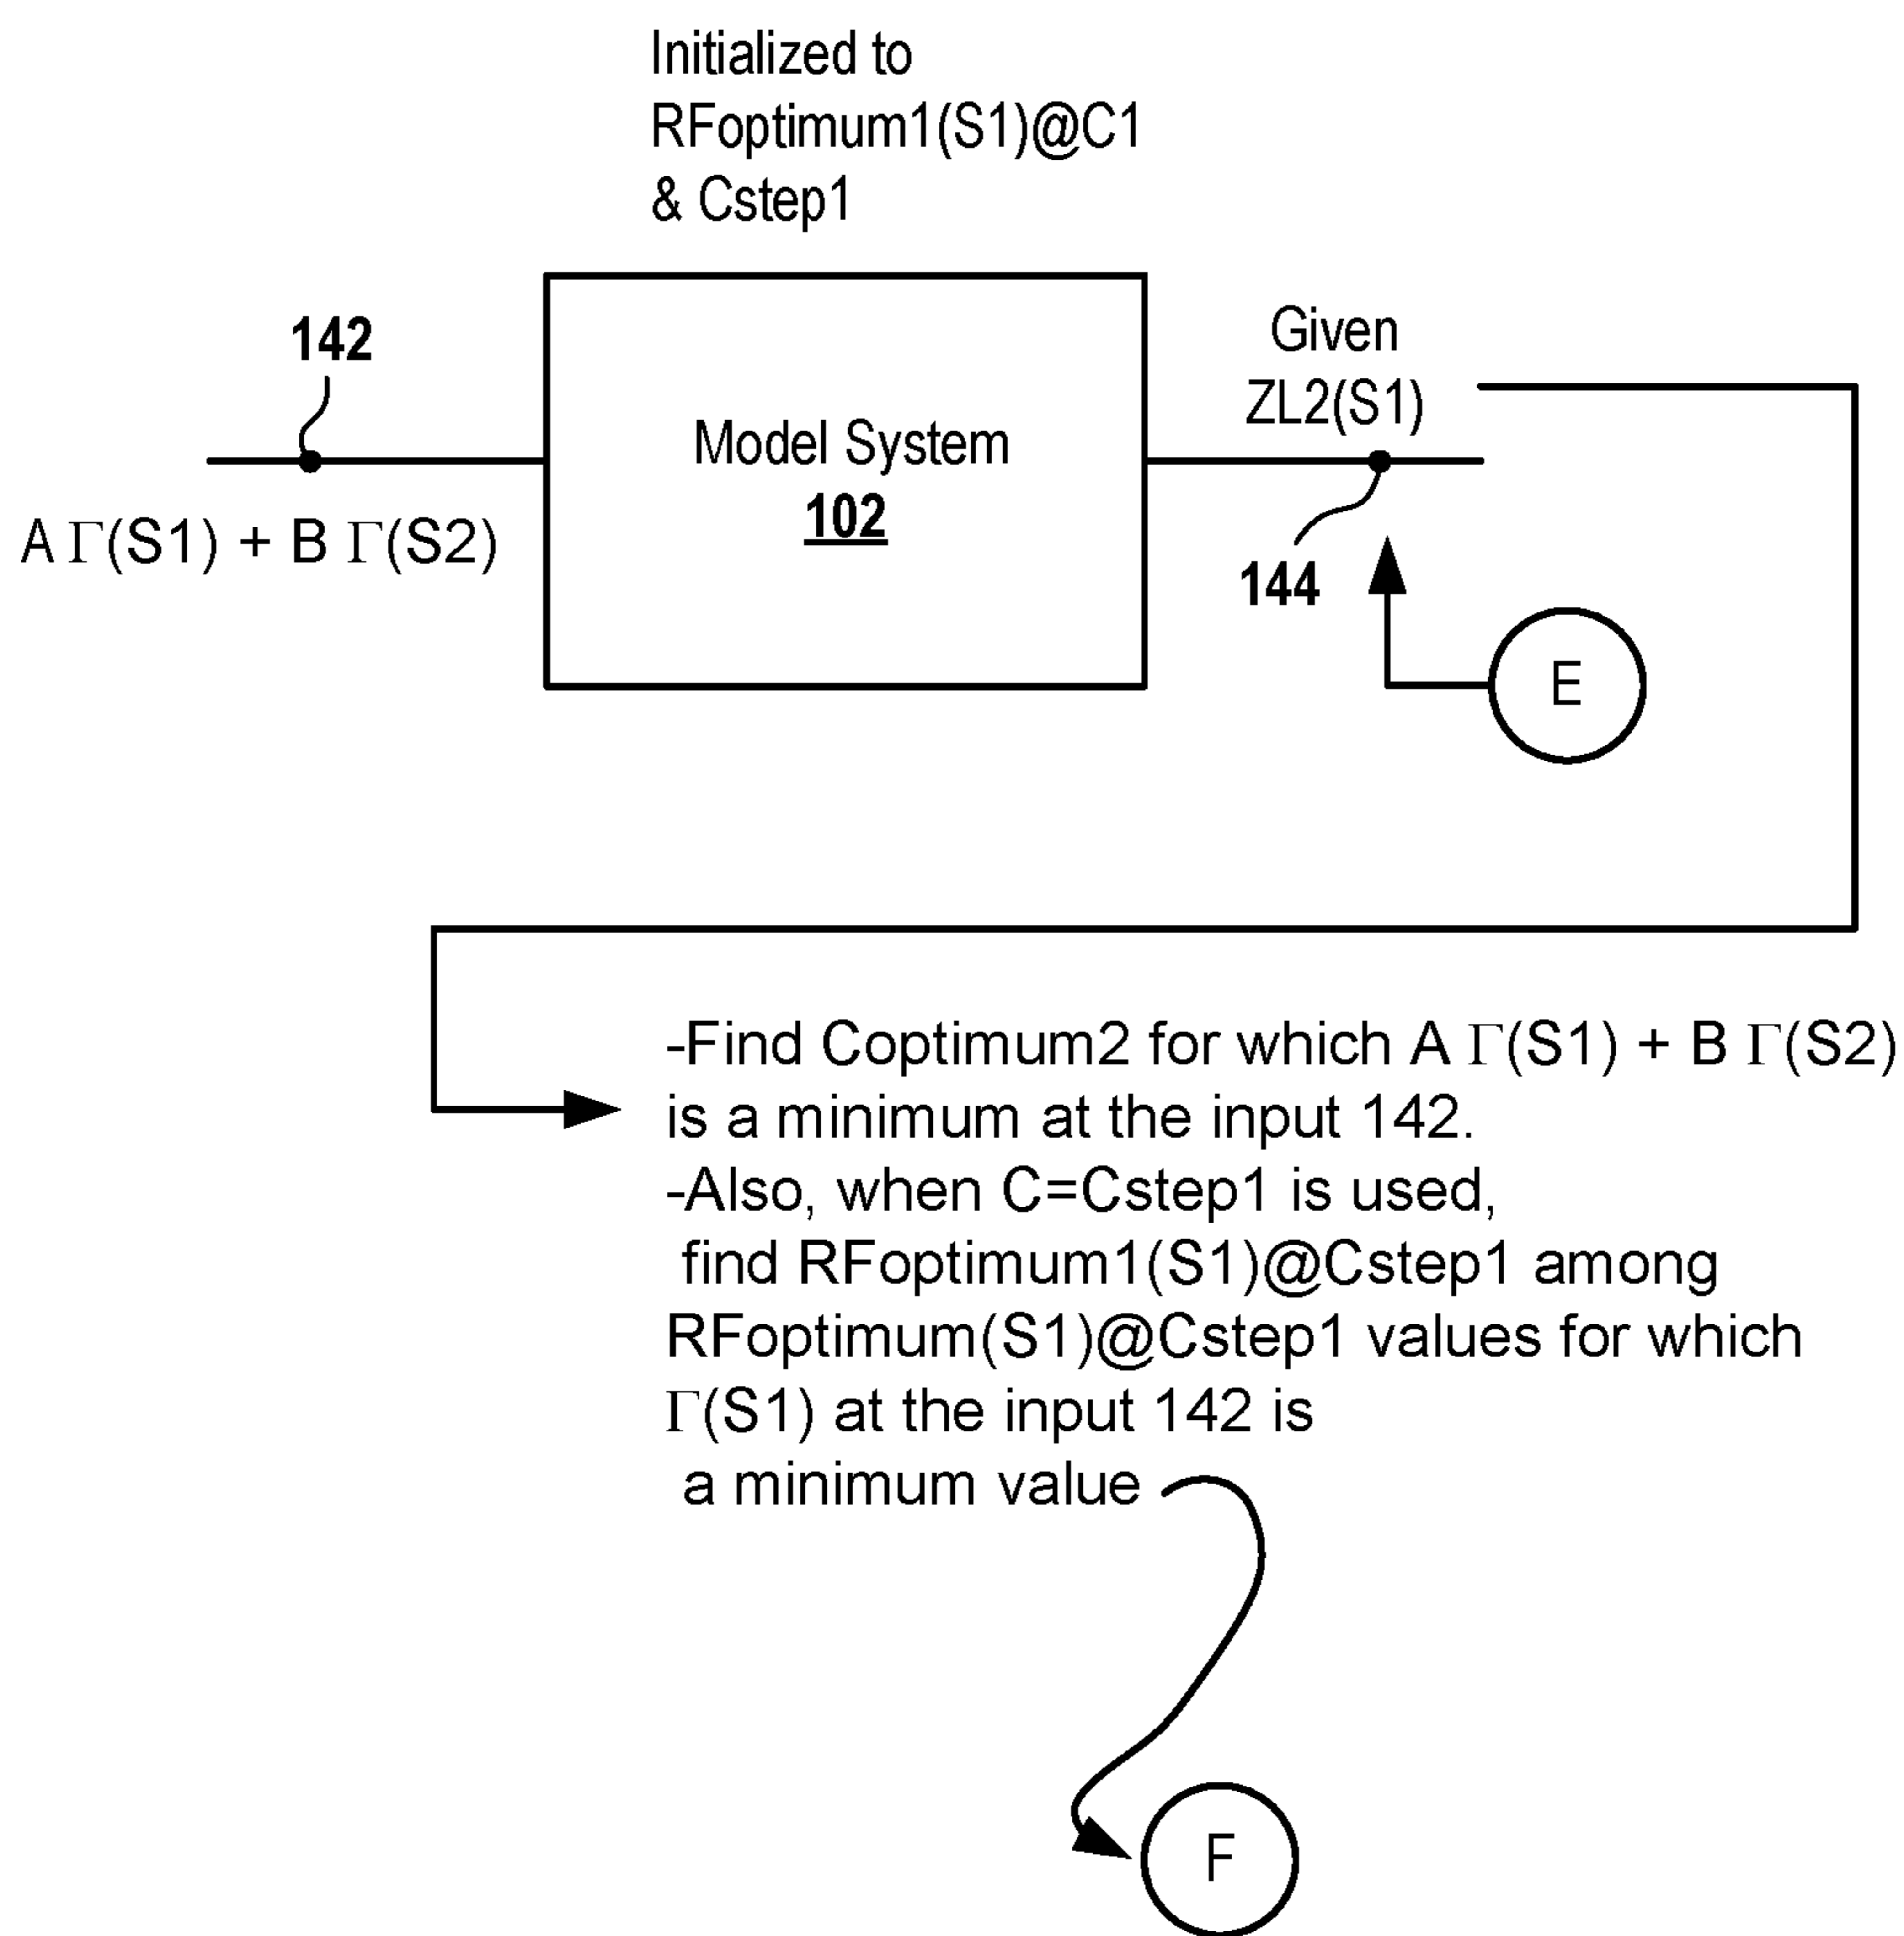 Initialized to
RFoptimum1(S1)@C1
& Cstep1
142
Given
ZL2(S1)
Model System
102
A Γ(S1) + B Γ(S2)
144
E
-Find Coptimum2 for which A Γ(S1) + B Γ(S2)
is a minimum at the input 142.
-Also, when C=Cstep1 is used,
find RFoptimum1(S1)@Cstep1 among
RFoptimum(S1)@Cstep1 values for which
Γ(S1) at the input 142 is
a minimum value
F